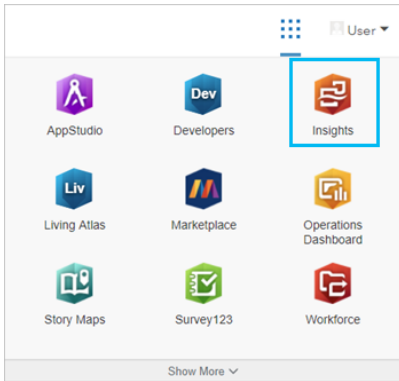 User
AppStudio
Dev
Developers
Insights
Liv
Living Atlas
Marketplace
Operations
Dashboard
Story Maps
Survey123
Workforce
Show More